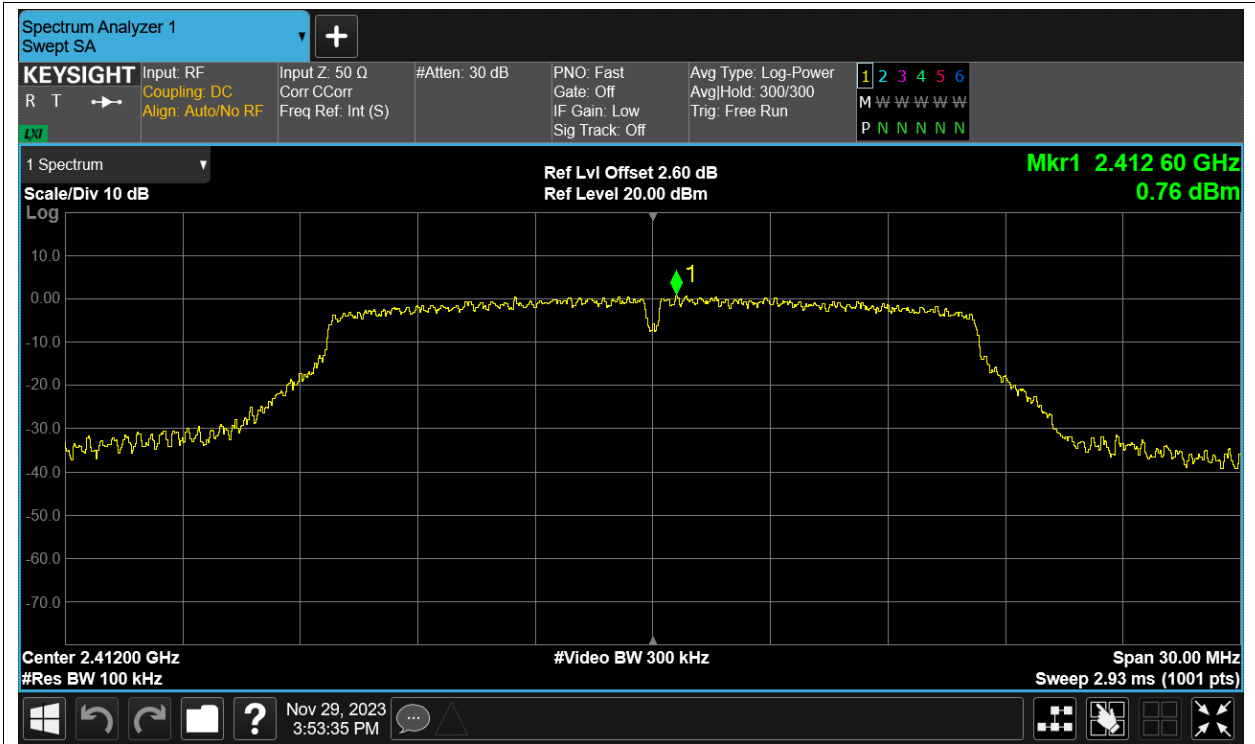 Spectrum Analyzer 1
Swept SA
+
KEYSIGHT
R T
LXI
Input: RF
Coupling: DC
Align: Auto/No RF
Input Z: 50 Ω
Corr CCorr
Freq Ref: Int (S)
#Atten: 30 dB
PNO: Fast
Gate: Off
IF Gain: Low
Sig Track: Off
Avg Type: Log-Power
Avg|Hold: 300/300
Trig: Free Run
1 2 3 4 5 6
M W W W W W
P N N N N N
1 Spectrum
Scale/Div 10 dB
Ref Lvl Offset 2.60 dB
Ref Level 20.00 dBm
Mkr1 2.412 60 GHz
0.76 dBm
Log
10.0
0.00
-10.0
-20.0
-30.0
-40.0
-50.0
-60.0
-70.0
1
Center 2.41200 GHz
#Res BW 100 kHz
#Video BW 300 kHz
Span 30.00 MHz
Sweep 2.93 ms (1001 pts)
?
Nov 29, 2023
3:53:35 PM